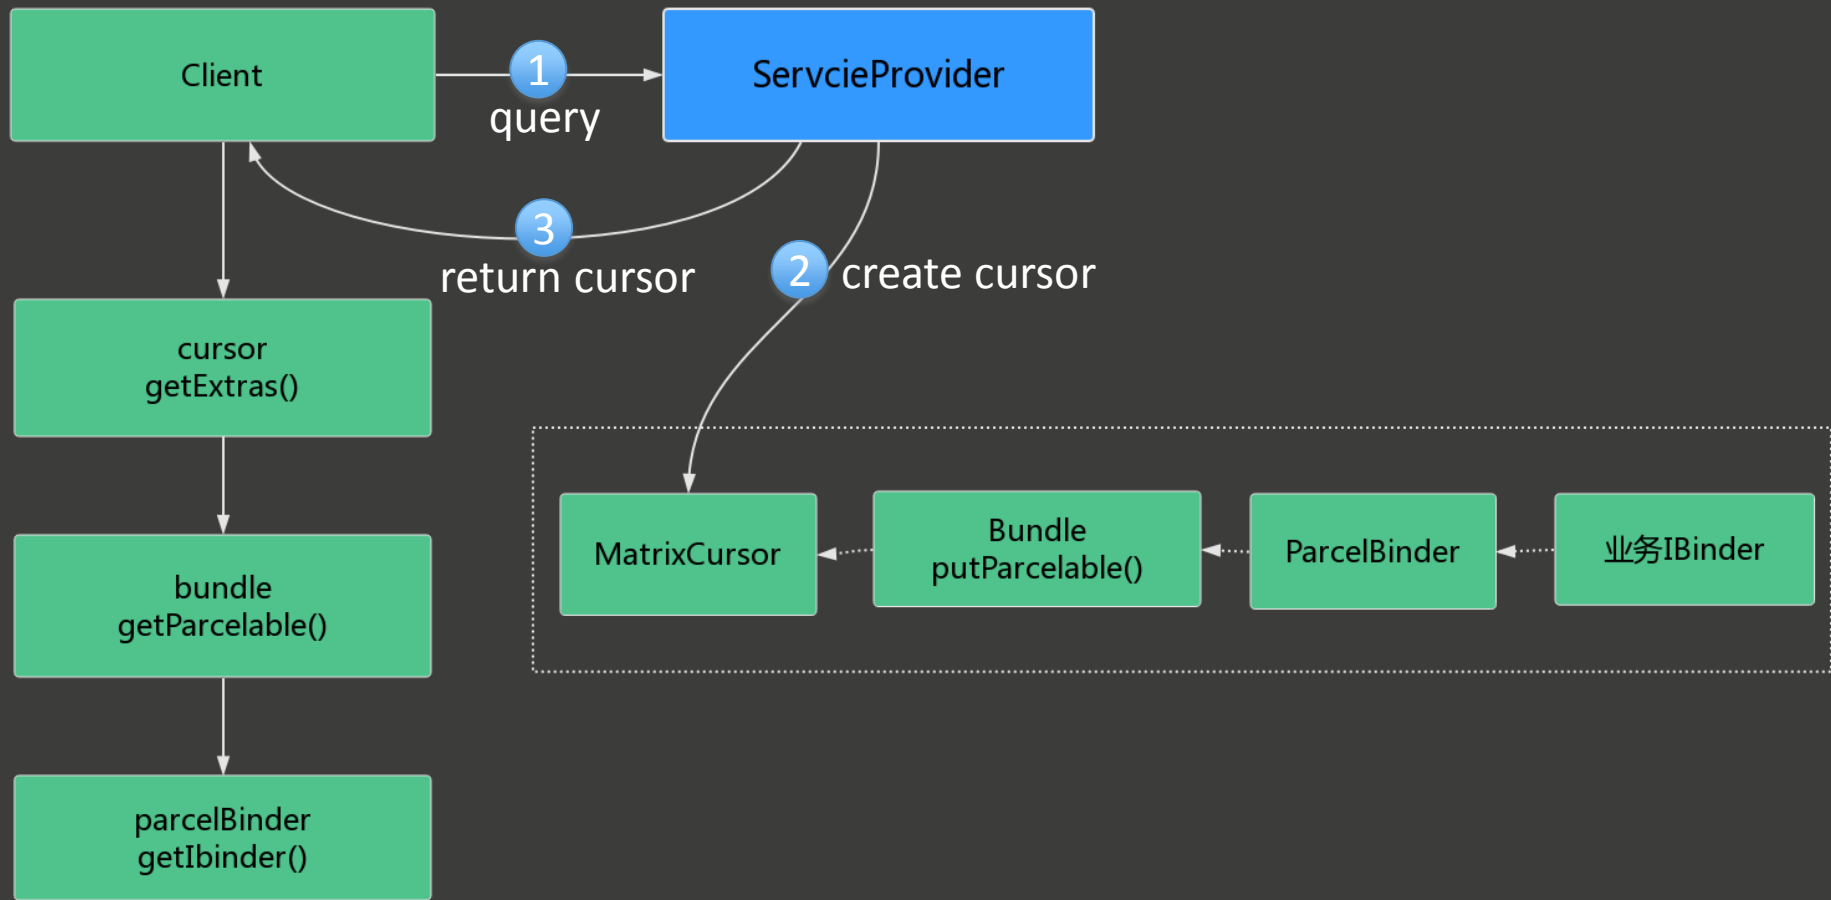 Client
1
query
ServcieProvider
3
return cursor
2
create cursor
cursor
getExtras()
MatrixCursor
Bundle
putParcelable()
ParcelBinder
业务IBinder
bundle
getParcelable()
parcelBinder
getIbinder()